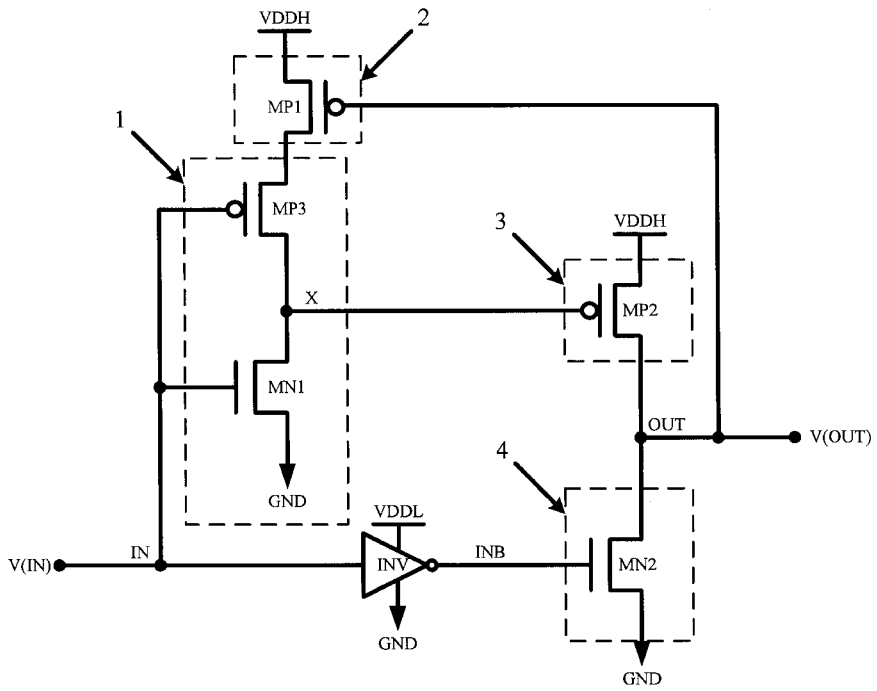 VDDH
2
MP1
1
MP3
3
VDDH
X
MP2
MN1
OUT
V(OUT)
4
GND
VDDL
IN
INB
V(IN)
INV
MN2
GND
GND